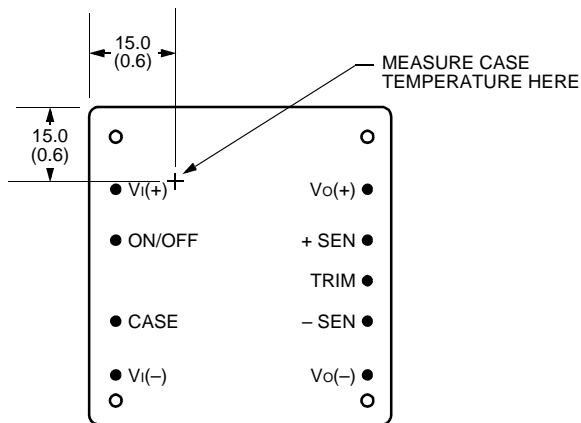 15.0
(0.6)
MEASURE CASE
TEMPERATURE HERE
15.0
(0.6)
VI(+)
VO(+)
ON/OFF
+ SEN
TRIM
CASE
– SEN
VI(–)
VO(–)